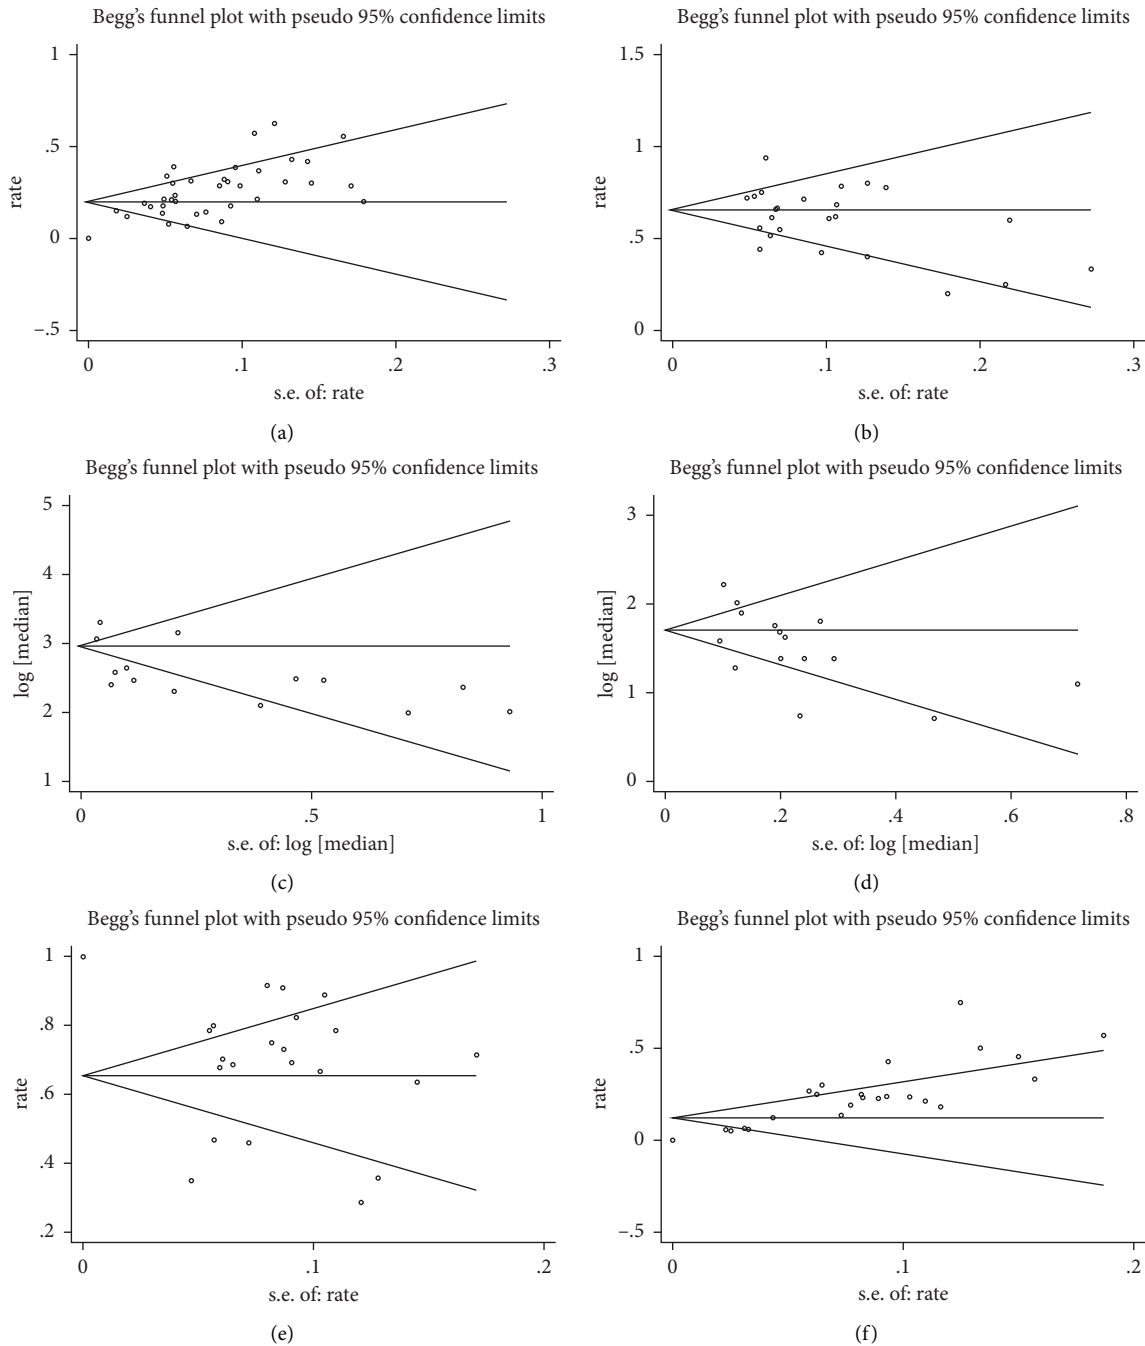 Begg's funnel plot with pseudo 95% confidence limits
1
.5
0
–.5
rate
0 .1 .2 .3
s.e. of: rate
(a)
Begg's funnel plot with pseudo 95% confidence limits
1.5
1
.5
0
rate
0 .1 .2 .3
s.e. of: rate
(b)
Begg's funnel plot with pseudo 95% confidence limits
5
4
3
2
1
log [median]
0 .5 1
s.e. of: log [median]
(c)
Begg's funnel plot with pseudo 95% confidence limits
3
2
1
0
log [median]
0 .2 .4 .6 .8
s.e. of: log [median]
(d)
Begg's funnel plot with pseudo 95% confidence limits
1
.8
.6
.4
.2
rate
0 .1 .2
s.e. of: rate
(e)
Begg's funnel plot with pseudo 95% confidence limits
1
.5
0
–.5
rate
0 .1 .2
s.e. of: rate
(f)